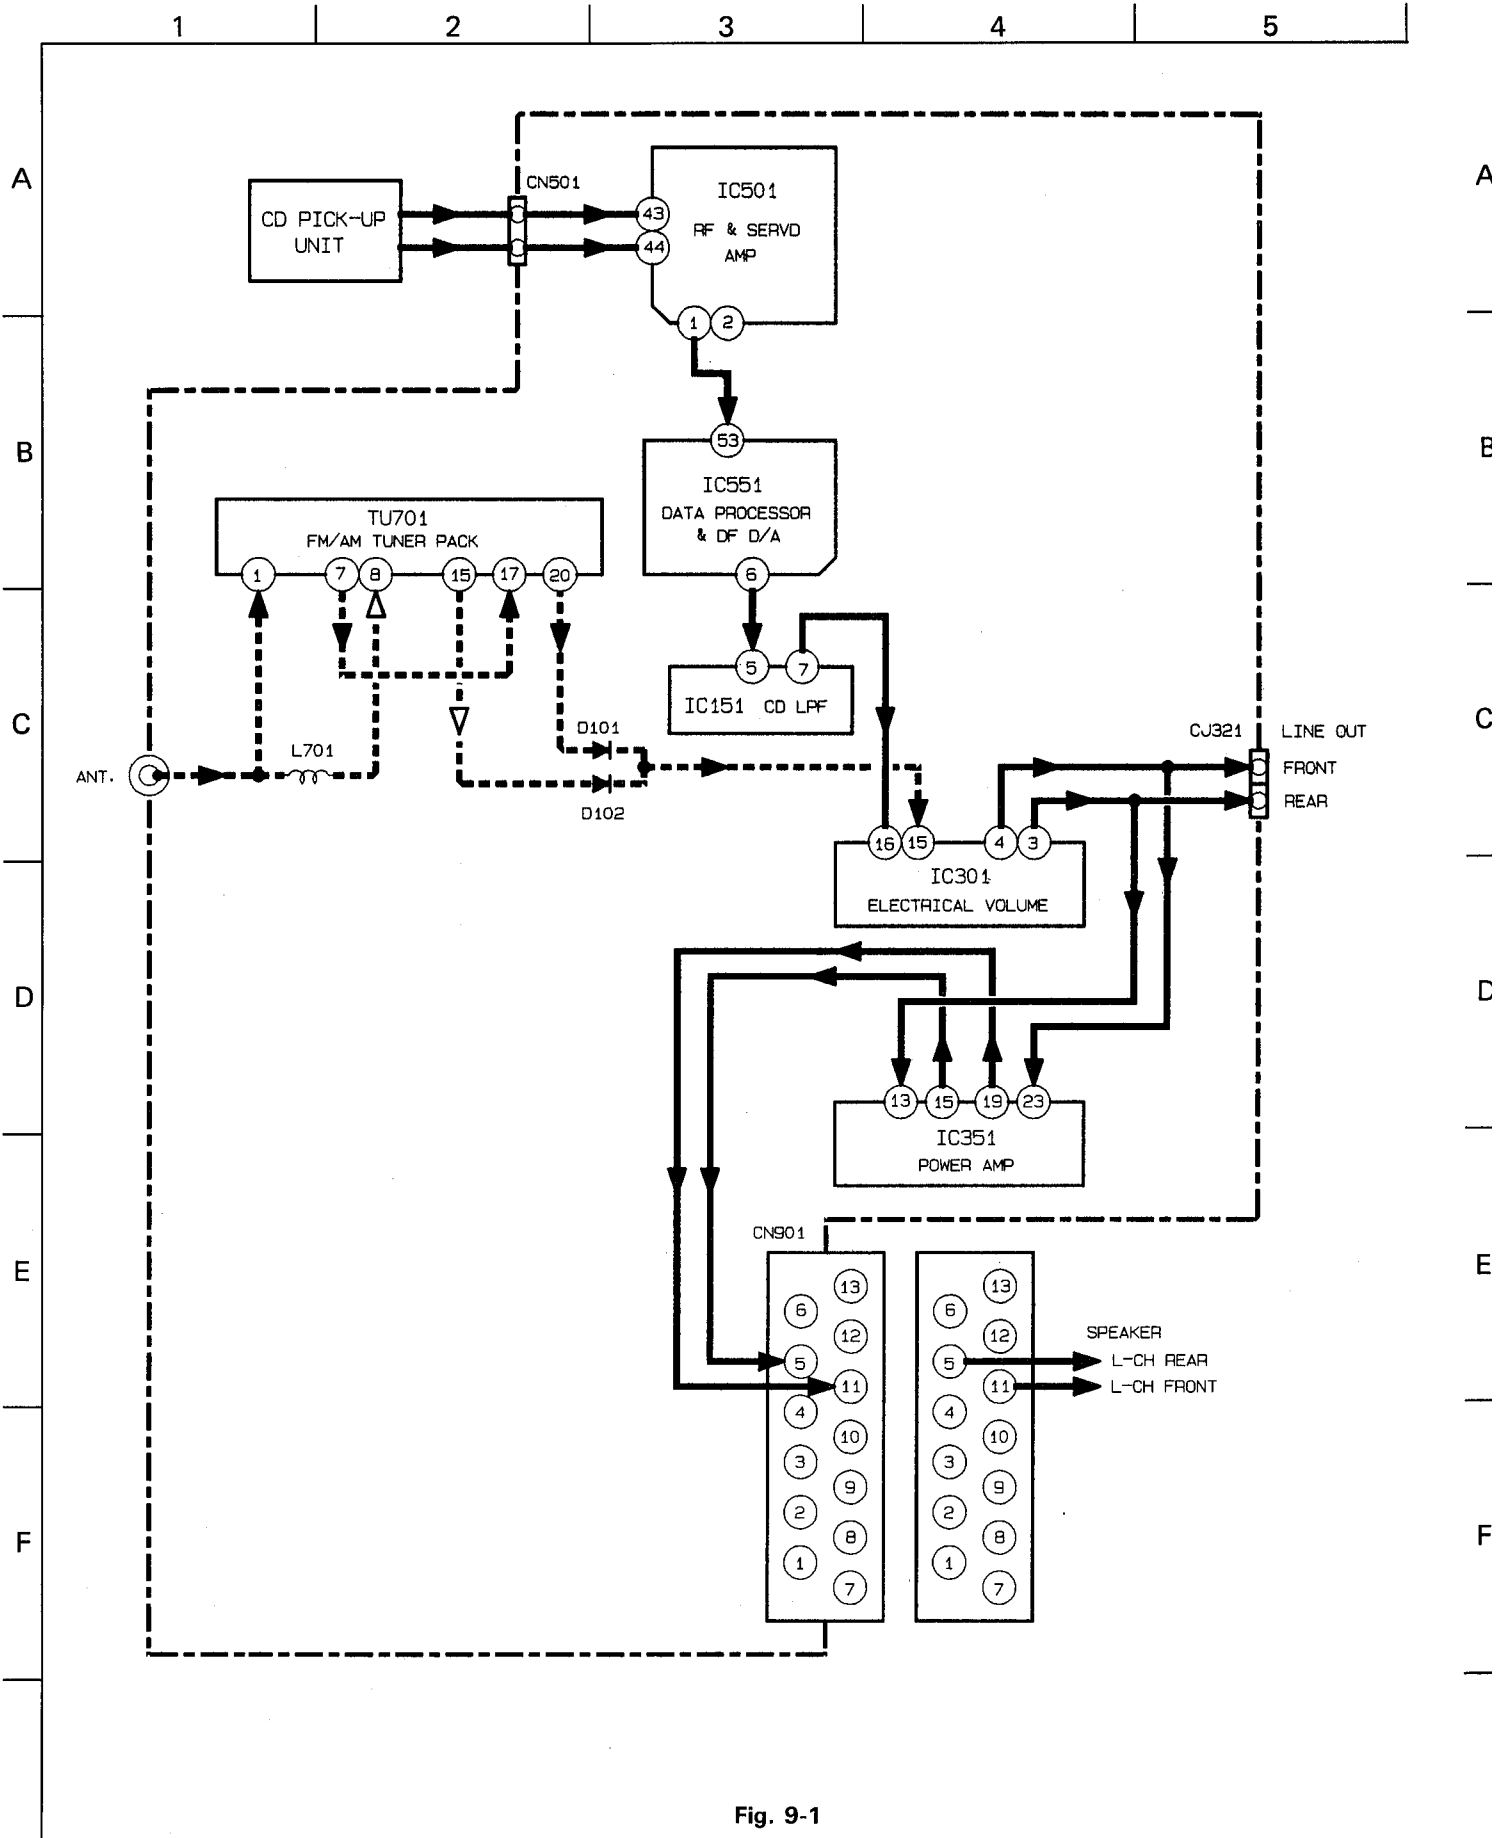 1 2 3 4 5
A A
CN501
IC501
CD PICK-UP
UNIT
43
RF & SERVO
44
AMP
1 2
53
B B
IC551
DATA PROCESSOR
& DF D/A
TU701
FM/AM TUNER PACK
1 7 8 15 17 20
6
5 7
IC151 CD LPF
C C
D101
CJ321 LINE OUT
L701
ANT.
FRONT
REAR
D102
16 15 4 3
IC301
ELECTRICAL VOLUME
D D
13 15 19 23
IC351
POWER AMP
CN901
E E
13 13
6 6
12 12
SPEAKER
5 5 L-CH REAR
11 11 L-CH FRONT
4 4
10 10
3 3
9 9
2 2
F F
8 8
1 1
7 7
Fig. 9-1